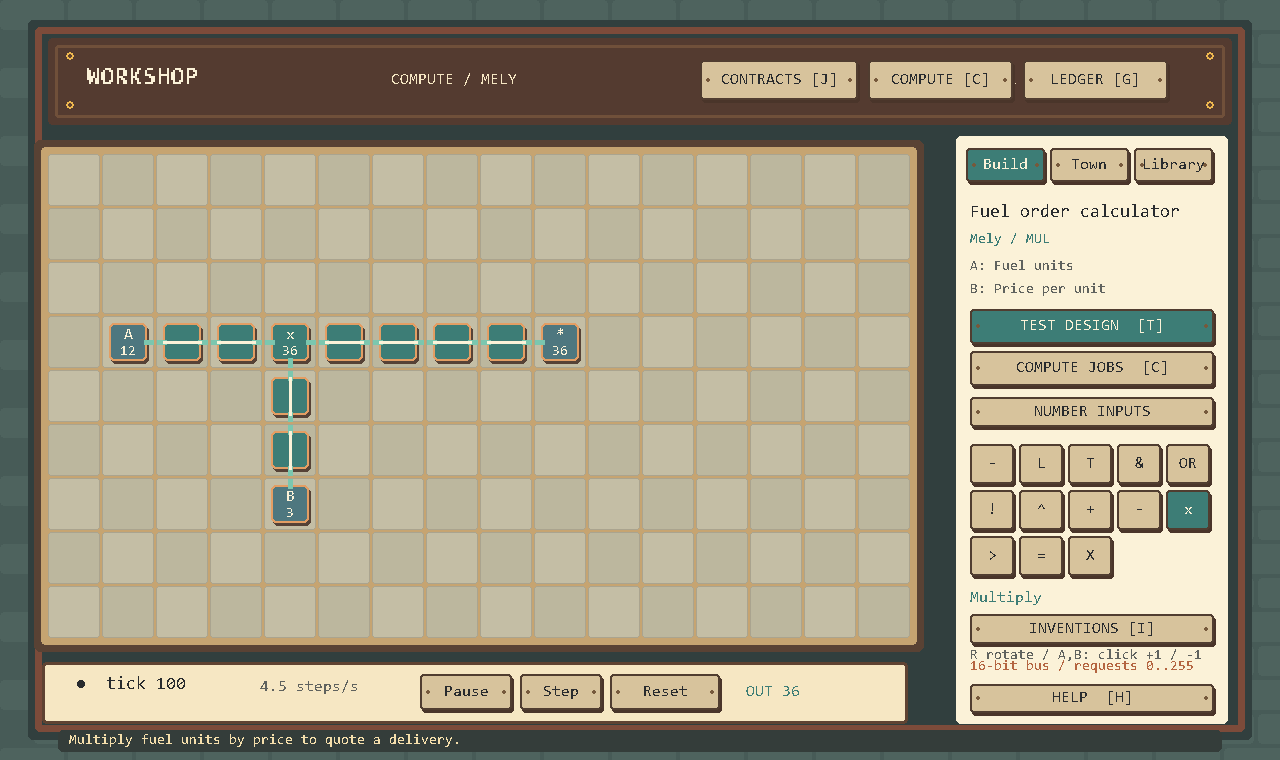 WORKSHOP
COMPUTE / MELY
CONTRACTS [J]
COMPUTE [C]
LEDGER [G]
Build
Town
Library
Fuel order calculator
Mely / MUL
A: Fuel units
B: Price per unit
TEST DESIGN [T]
COMPUTE JOBS [C]
NUMBER INPUTS
- L T & OR
! ^ + - x
> = X
Multiply
INVENTIONS [I]
R rotate / A,B: click +1 / -1
16-bit bus / requests 0..255
HELP [H]
A
12
x
36
*
36
B
3
tick 100
4.5 steps/s
Pause
Step
Reset
OUT 36
Multiply fuel units by price to quote a delivery.